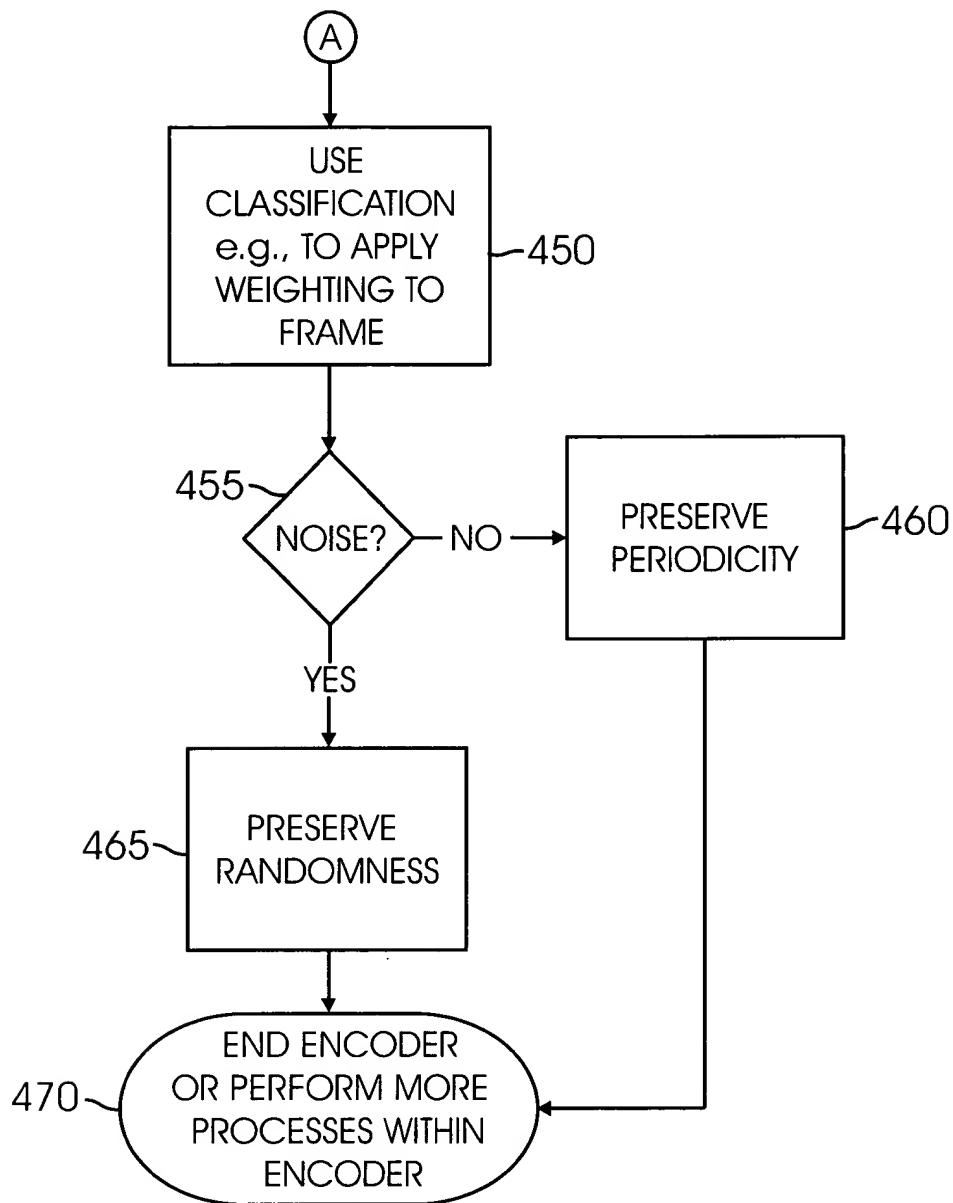 A
USE
CLASSIFICATION
e.g., TO APPLY
WEIGHTING TO
FRAME
450
455
NOISE?
NO
PRESERVE
PERIODICITY
460
YES
465
PRESERVE
RANDOMNESS
470
END ENCODER
OR PERFORM MORE
PROCESSES WITHIN
ENCODER